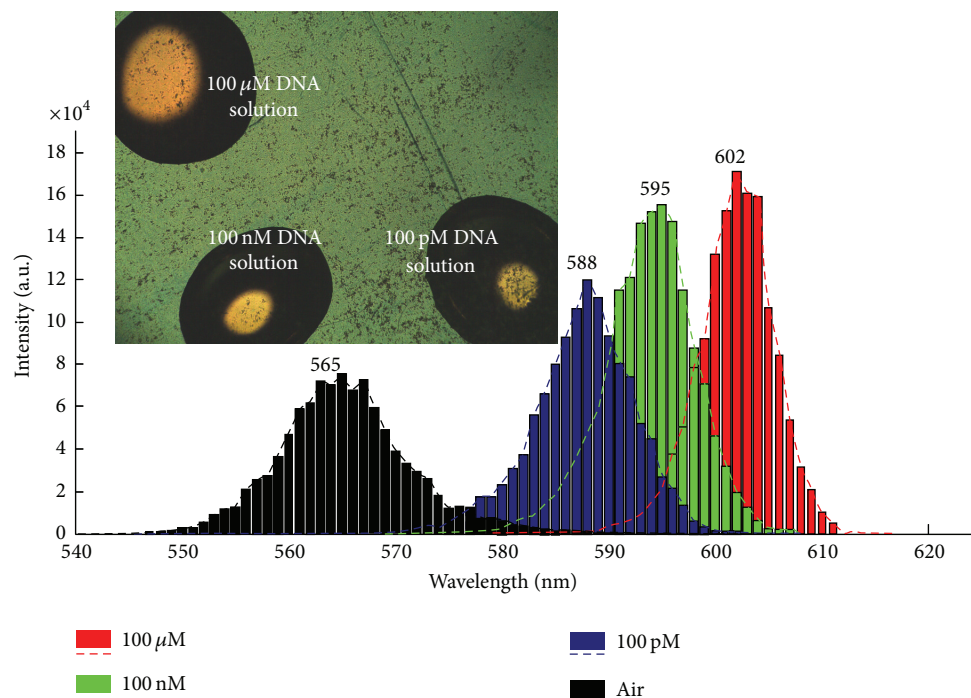 100 μM DNA
solution
100 nM DNA
solution
100 pM DNA
solution
×10⁴
18
16
14
12
10
8
6
4
2
0
Intensity (a.u.)
565
588
595
602
540 550 560 570 580 590 600 610 620
Wavelength (nm)
100 μM
100 nM
100 pM
Air